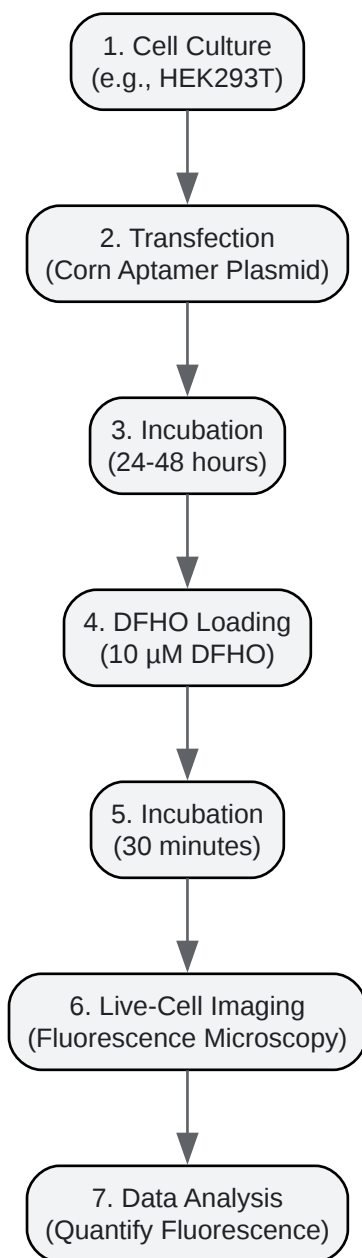 1. Cell Culture
(e.g., HEK293T)
2. Transfection
(Corn Aptamer Plasmid)
3. Incubation
(24-48 hours)
4. DFHO Loading
(10 µM DFHO)
5. Incubation
(30 minutes)
6. Live-Cell Imaging
(Fluorescence Microscopy)
7. Data Analysis
(Quantify Fluorescence)